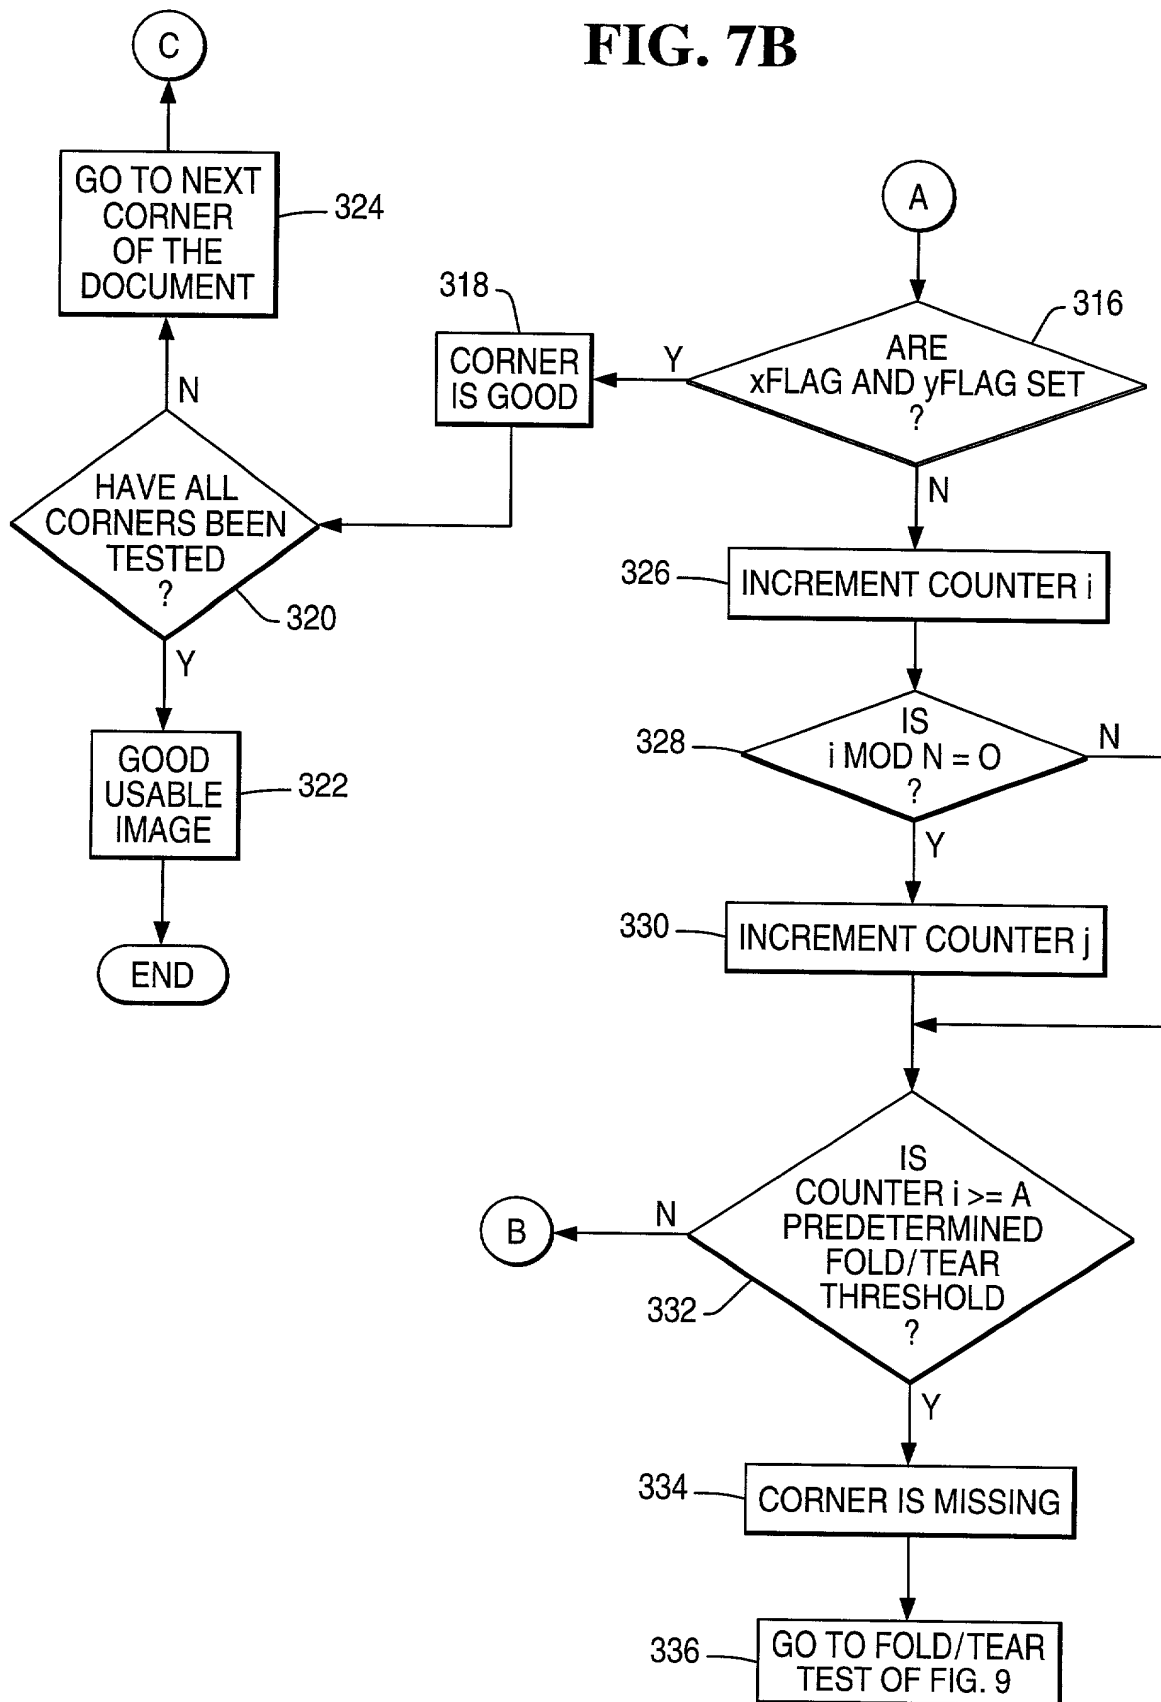 FIG. 7B
C
GO TO NEXT
CORNER
OF THE
DOCUMENT
324
A
318
316
CORNER
IS GOOD
Y
ARE
xFLAG AND yFLAG SET
?
N
N
HAVE ALL
CORNERS BEEN
TESTED
?
320
Y
326
INCREMENT COUNTER i
328
IS
i MOD N = O
?
N
Y
GOOD
USABLE
IMAGE
322
END
330
INCREMENT COUNTER j
IS
COUNTER i >= A
PREDETERMINED
FOLD/TEAR
THRESHOLD
?
N
B
332
Y
334
CORNER IS MISSING
336
GO TO FOLD/TEAR
TEST OF FIG. 9